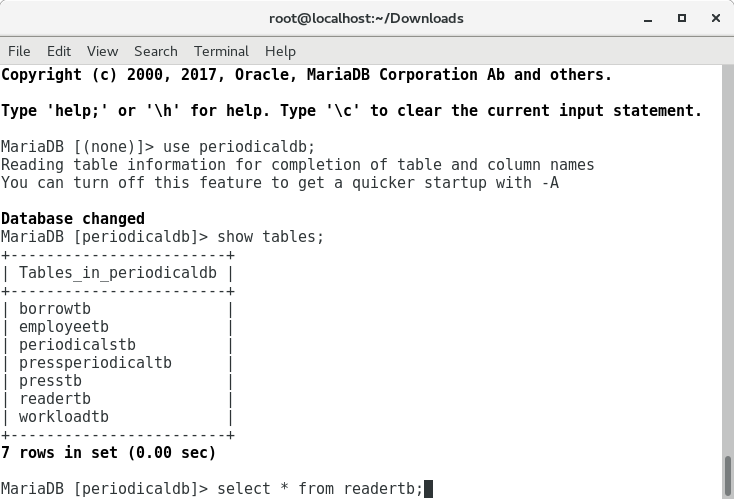 root@localhost:~/Downloads
File Edit View Search Terminal Help
Copyright (c) 2000, 2017, Oracle, MariaDB Corporation Ab and others.
Type 'help;' or '\h' for help. Type '\c' to clear the current input statement.
MariaDB [(none)]> use periodicaldb;
Reading table information for completion of table and column names
You can turn off this feature to get a quicker startup with -A
Database changed
MariaDB [periodicaldb]> show tables;
+------------------------+
| Tables_in_periodicaldb |
+------------------------+
| borrowtb               |
| employeetb             |
| periodicalstb          |
| pressperiodicaltb      |
| presstb                |
| readertb               |
| workloadtb             |
+------------------------+
7 rows in set (0.00 sec)
MariaDB [periodicaldb]> select * from readertb;